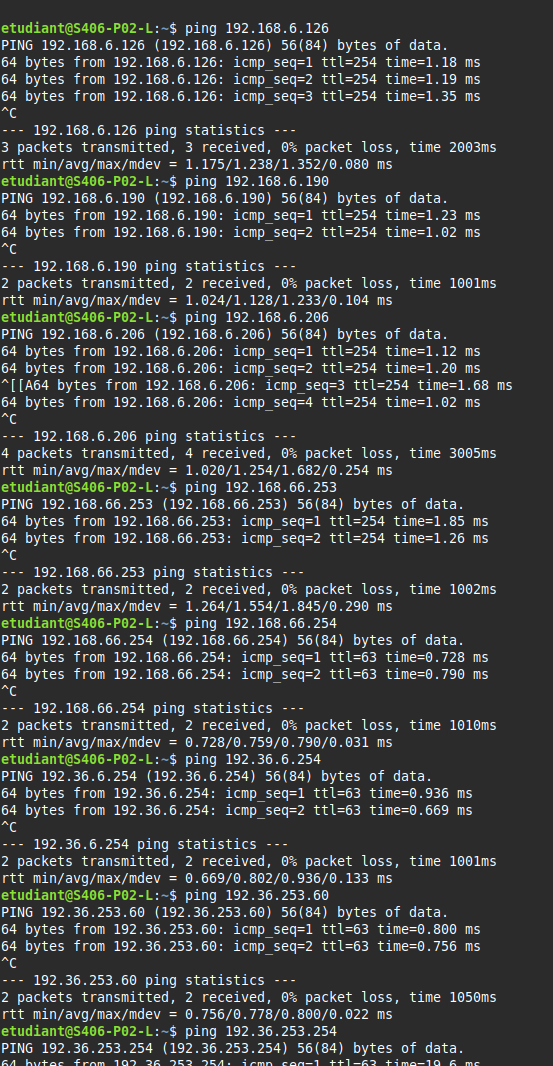 etudiant@S406-P02-L:~$ ping 192.168.6.126
PING 192.168.6.126 (192.168.6.126) 56(84) bytes of data.
64 bytes from 192.168.6.126: icmp_seq=1 ttl=254 time=1.18 ms
64 bytes from 192.168.6.126: icmp_seq=2 ttl=254 time=1.19 ms
64 bytes from 192.168.6.126: icmp_seq=3 ttl=254 time=1.35 ms
^C
--- 192.168.6.126 ping statistics ---
3 packets transmitted, 3 received, 0% packet loss, time 2003ms
rtt min/avg/max/mdev = 1.175/1.238/1.352/0.080 ms
etudiant@S406-P02-L:~$ ping 192.168.6.190
PING 192.168.6.190 (192.168.6.190) 56(84) bytes of data.
64 bytes from 192.168.6.190: icmp_seq=1 ttl=254 time=1.23 ms
64 bytes from 192.168.6.190: icmp_seq=2 ttl=254 time=1.02 ms
^C
--- 192.168.6.190 ping statistics ---
2 packets transmitted, 2 received, 0% packet loss, time 1001ms
rtt min/avg/max/mdev = 1.024/1.128/1.233/0.104 ms
etudiant@S406-P02-L:~$ ping 192.168.6.206
PING 192.168.6.206 (192.168.6.206) 56(84) bytes of data.
64 bytes from 192.168.6.206: icmp_seq=1 ttl=254 time=1.12 ms
64 bytes from 192.168.6.206: icmp_seq=2 ttl=254 time=1.20 ms
^[[A64 bytes from 192.168.6.206: icmp_seq=3 ttl=254 time=1.68 ms
64 bytes from 192.168.6.206: icmp_seq=4 ttl=254 time=1.02 ms
^C
--- 192.168.6.206 ping statistics ---
4 packets transmitted, 4 received, 0% packet loss, time 3005ms
rtt min/avg/max/mdev = 1.020/1.254/1.682/0.254 ms
etudiant@S406-P02-L:~$ ping 192.168.66.253
PING 192.168.66.253 (192.168.66.253) 56(84) bytes of data.
64 bytes from 192.168.66.253: icmp_seq=1 ttl=254 time=1.85 ms
64 bytes from 192.168.66.253: icmp_seq=2 ttl=254 time=1.26 ms
^C
--- 192.168.66.253 ping statistics ---
2 packets transmitted, 2 received, 0% packet loss, time 1002ms
rtt min/avg/max/mdev = 1.264/1.554/1.845/0.290 ms
etudiant@S406-P02-L:~$ ping 192.168.66.254
PING 192.168.66.254 (192.168.66.254) 56(84) bytes of data.
64 bytes from 192.168.66.254: icmp_seq=1 ttl=63 time=0.728 ms
64 bytes from 192.168.66.254: icmp_seq=2 ttl=63 time=0.790 ms
^C
--- 192.168.66.254 ping statistics ---
2 packets transmitted, 2 received, 0% packet loss, time 1010ms
rtt min/avg/max/mdev = 0.728/0.759/0.790/0.031 ms
etudiant@S406-P02-L:~$ ping 192.36.6.254
PING 192.36.6.254 (192.36.6.254) 56(84) bytes of data.
64 bytes from 192.36.6.254: icmp_seq=1 ttl=63 time=0.936 ms
64 bytes from 192.36.6.254: icmp_seq=2 ttl=63 time=0.669 ms
^C
--- 192.36.6.254 ping statistics ---
2 packets transmitted, 2 received, 0% packet loss, time 1001ms
rtt min/avg/max/mdev = 0.669/0.802/0.936/0.133 ms
etudiant@S406-P02-L:~$ ping 192.36.253.60
PING 192.36.253.60 (192.36.253.60) 56(84) bytes of data.
64 bytes from 192.36.253.60: icmp_seq=1 ttl=63 time=0.800 ms
64 bytes from 192.36.253.60: icmp_seq=2 ttl=63 time=0.756 ms
^C
--- 192.36.253.60 ping statistics ---
2 packets transmitted, 2 received, 0% packet loss, time 1050ms
rtt min/avg/max/mdev = 0.756/0.778/0.800/0.022 ms
etudiant@S406-P02-L:~$ ping 192.36.253.254
PING 192.36.253.254 (192.36.253.254) 56(84) bytes of data.
64 bytes from 192.36.253.254: icmp_seq=1 ttl=63 time=19.6 ms